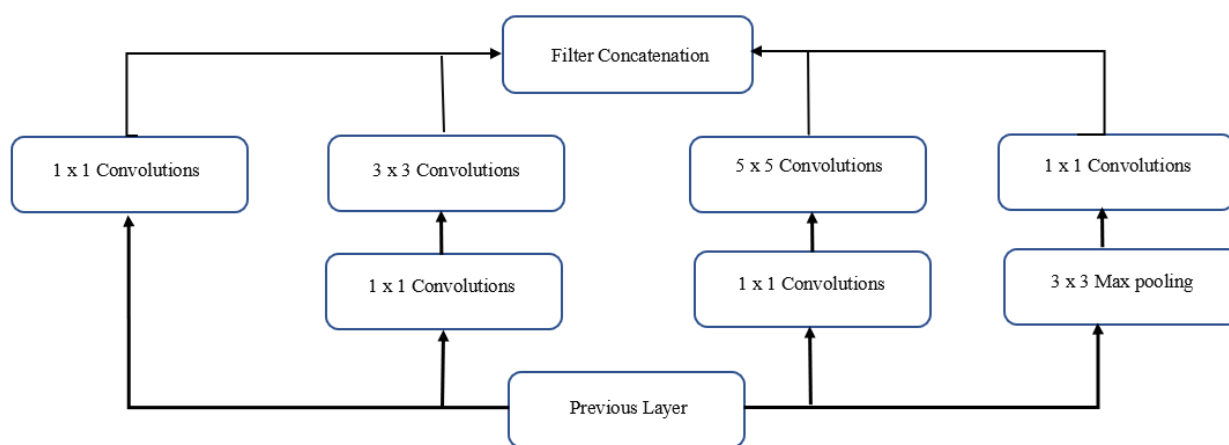 Filter Concatenation
1 x 1 Convolutions
3 x 3 Convolutions
5 x 5 Convolutions
1 x 1 Convolutions
1 x 1 Convolutions
1 x 1 Convolutions
3 x 3 Max pooling
Previous Layer